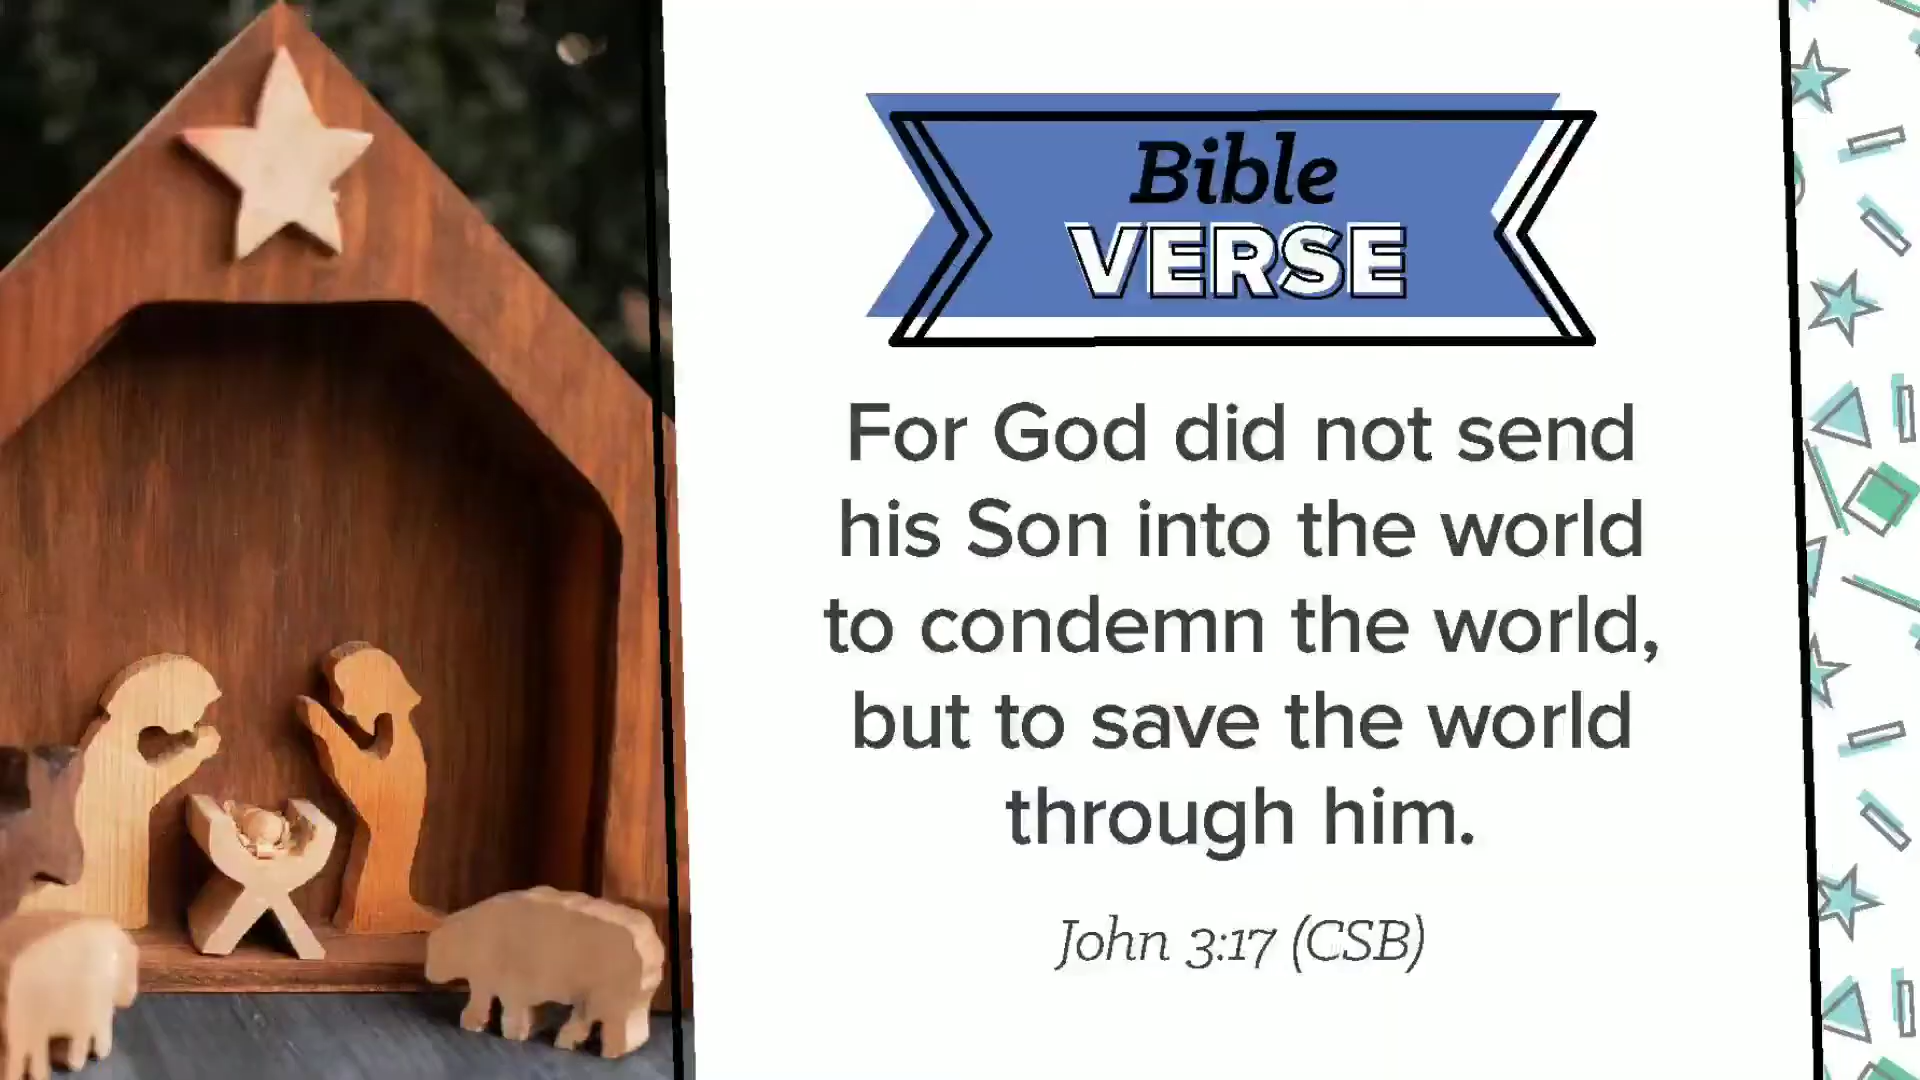 Bible
VERSE
For God did not send
his Son into the world
to condemn the world,
but to save the world
through him.
John 3:17 (CSB)